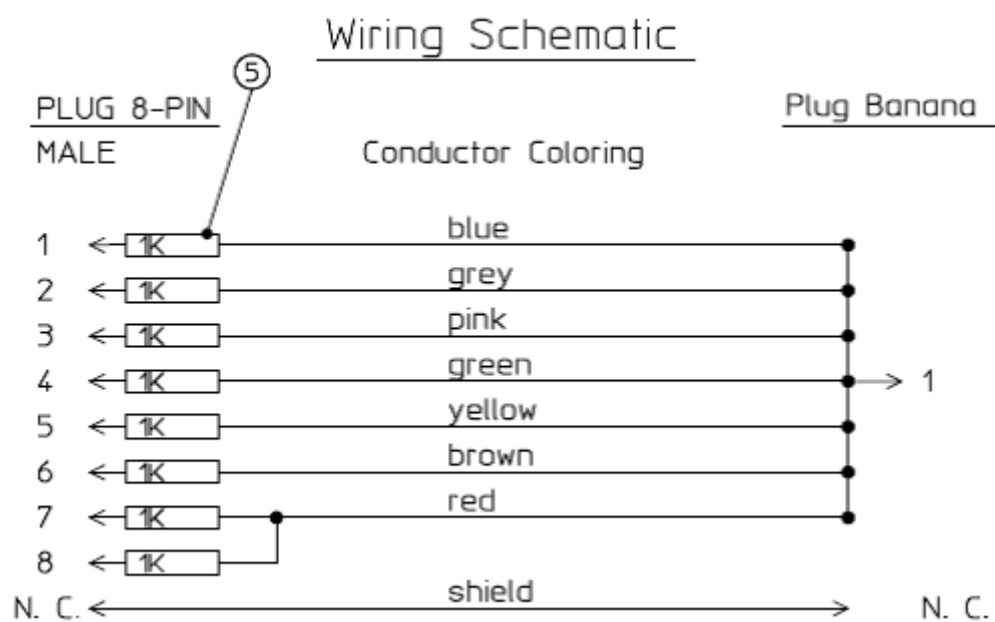 Wiring Schematic
5
PLUG 8-PIN
Plug Banana
MALE
Conductor Coloring
1 1K blue
2 1K grey
3 1K pink
4 1K green 1
5 1K yellow
6 1K brown
7 1K red
8 1K
N. C. shield N. C.